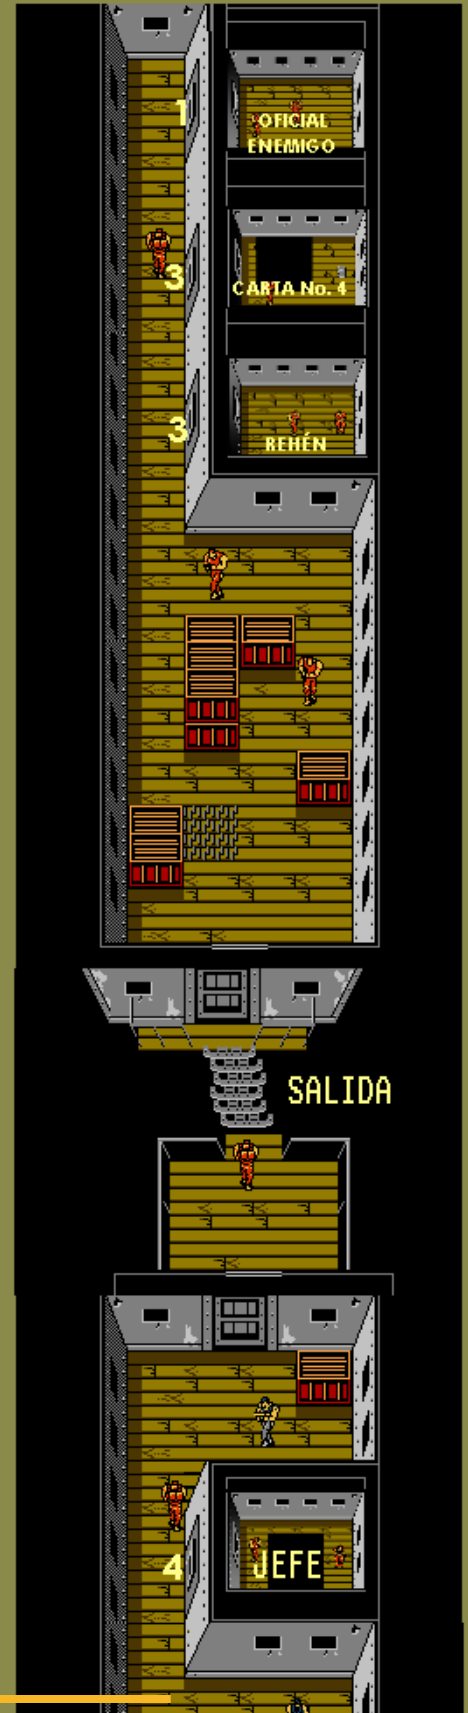 1
OFICIAL
ENEMIGO
3
CARTA No. 4
3
REHÉN
SALIDA
4
JEFE